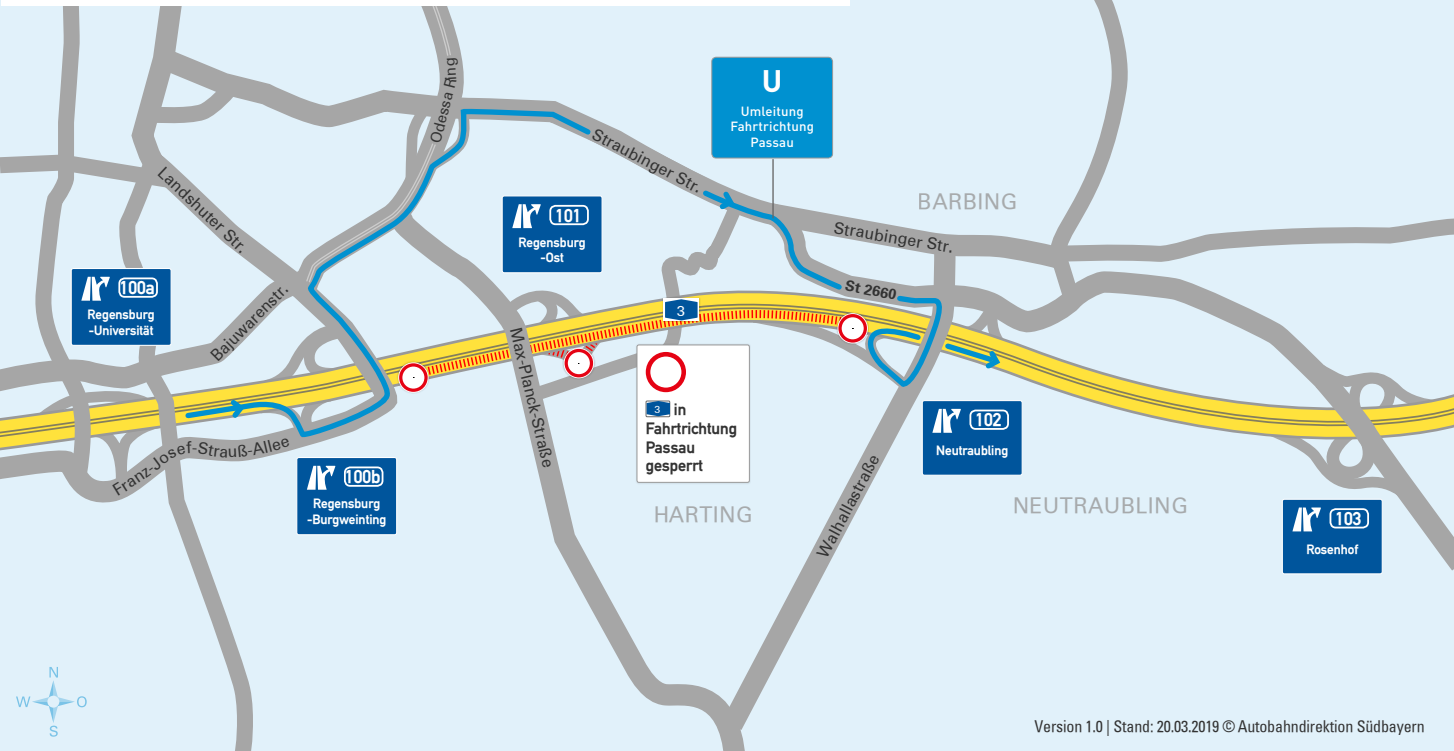 Odessa Ring
U
Umleitung
Fahrtrichtung
Passau
Straubinger Str.
Landshuter Str.
BARBING
101
Regensburg
-Ost
Straubinger Str.
100a
Regensburg
-Universität
Bajuwarenstr.
St 2660
3
Max-Planck-Straße
3 in
Fahrtrichtung
Passau
gesperrt
102
Neutraubling
Franz-Josef-Strauß-Allee
100b
Regensburg
-Burgweinting
HARTING
Walhallastraße
NEUTRAUBLING
103
Rosenhof
N
W O
S
Version 1.0 | Stand: 20.03.2019 © Autobahndirektion Südbayern